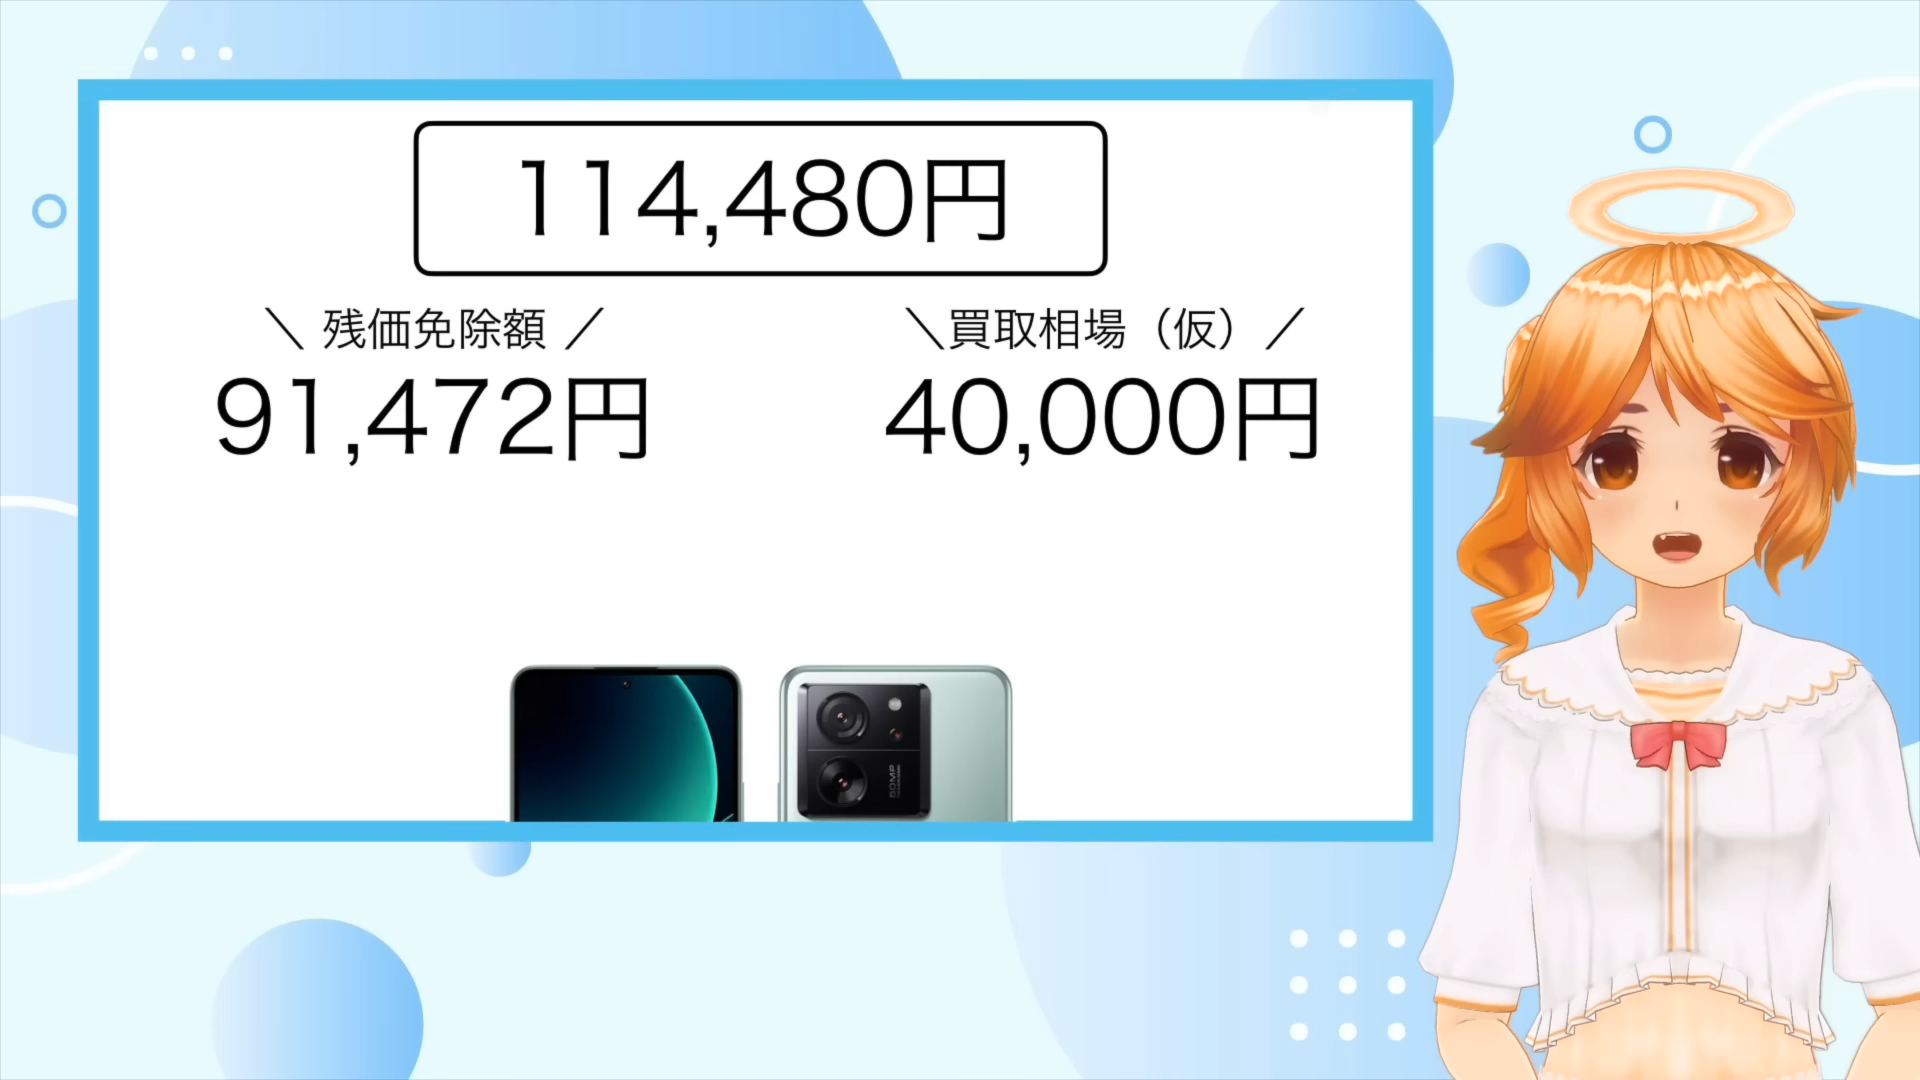 114,480円
＼ 残価免除額 ／
91,472円
＼買取相場（仮）／
40,000円
50MP